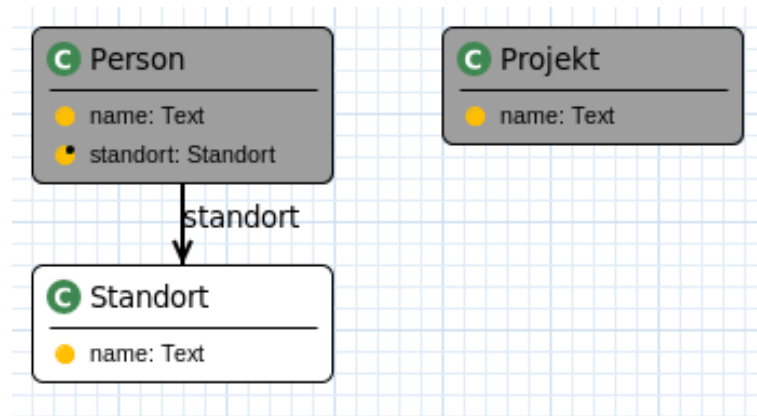 C Person
name: Text
standort: Standort
standort
C Standort
name: Text
C Projekt
name: Text